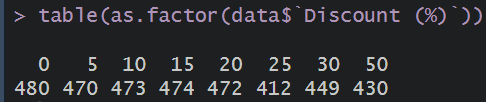 > table(as.factor(data$`Discount (%)`))
0 5 10 15 20 25 30 50
480 470 473 474 472 412 449 430